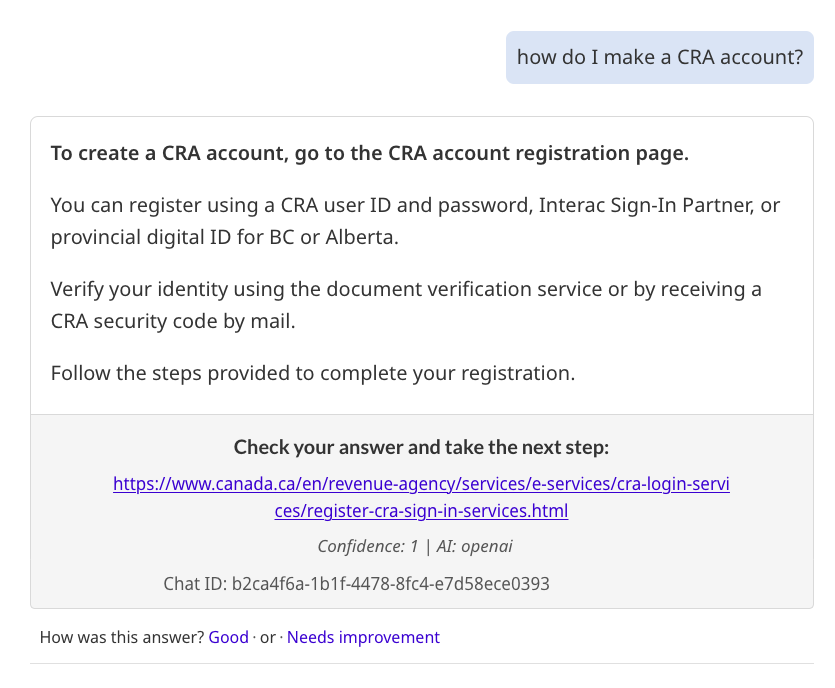 how do I make a CRA account?
To create a CRA account, go to the CRA account registration page.
You can register using a CRA user ID and password, Interac Sign-In Partner, or
provincial digital ID for BC or Alberta.
Verify your identity using the document verification service or by receiving a
CRA security code by mail.
Follow the steps provided to complete your registration.
Check your answer and take the next step:
https://www.canada.ca/en/revenue-agency/services/e-services/cra-login-servi
ces/register-cra-sign-in-services.html
Confidence: 1 | AI: openai
Chat ID: b2ca4f6a-1b1f-4478-8fc4-e7d58ece0393
How was this answer? Good · or · Needs improvement